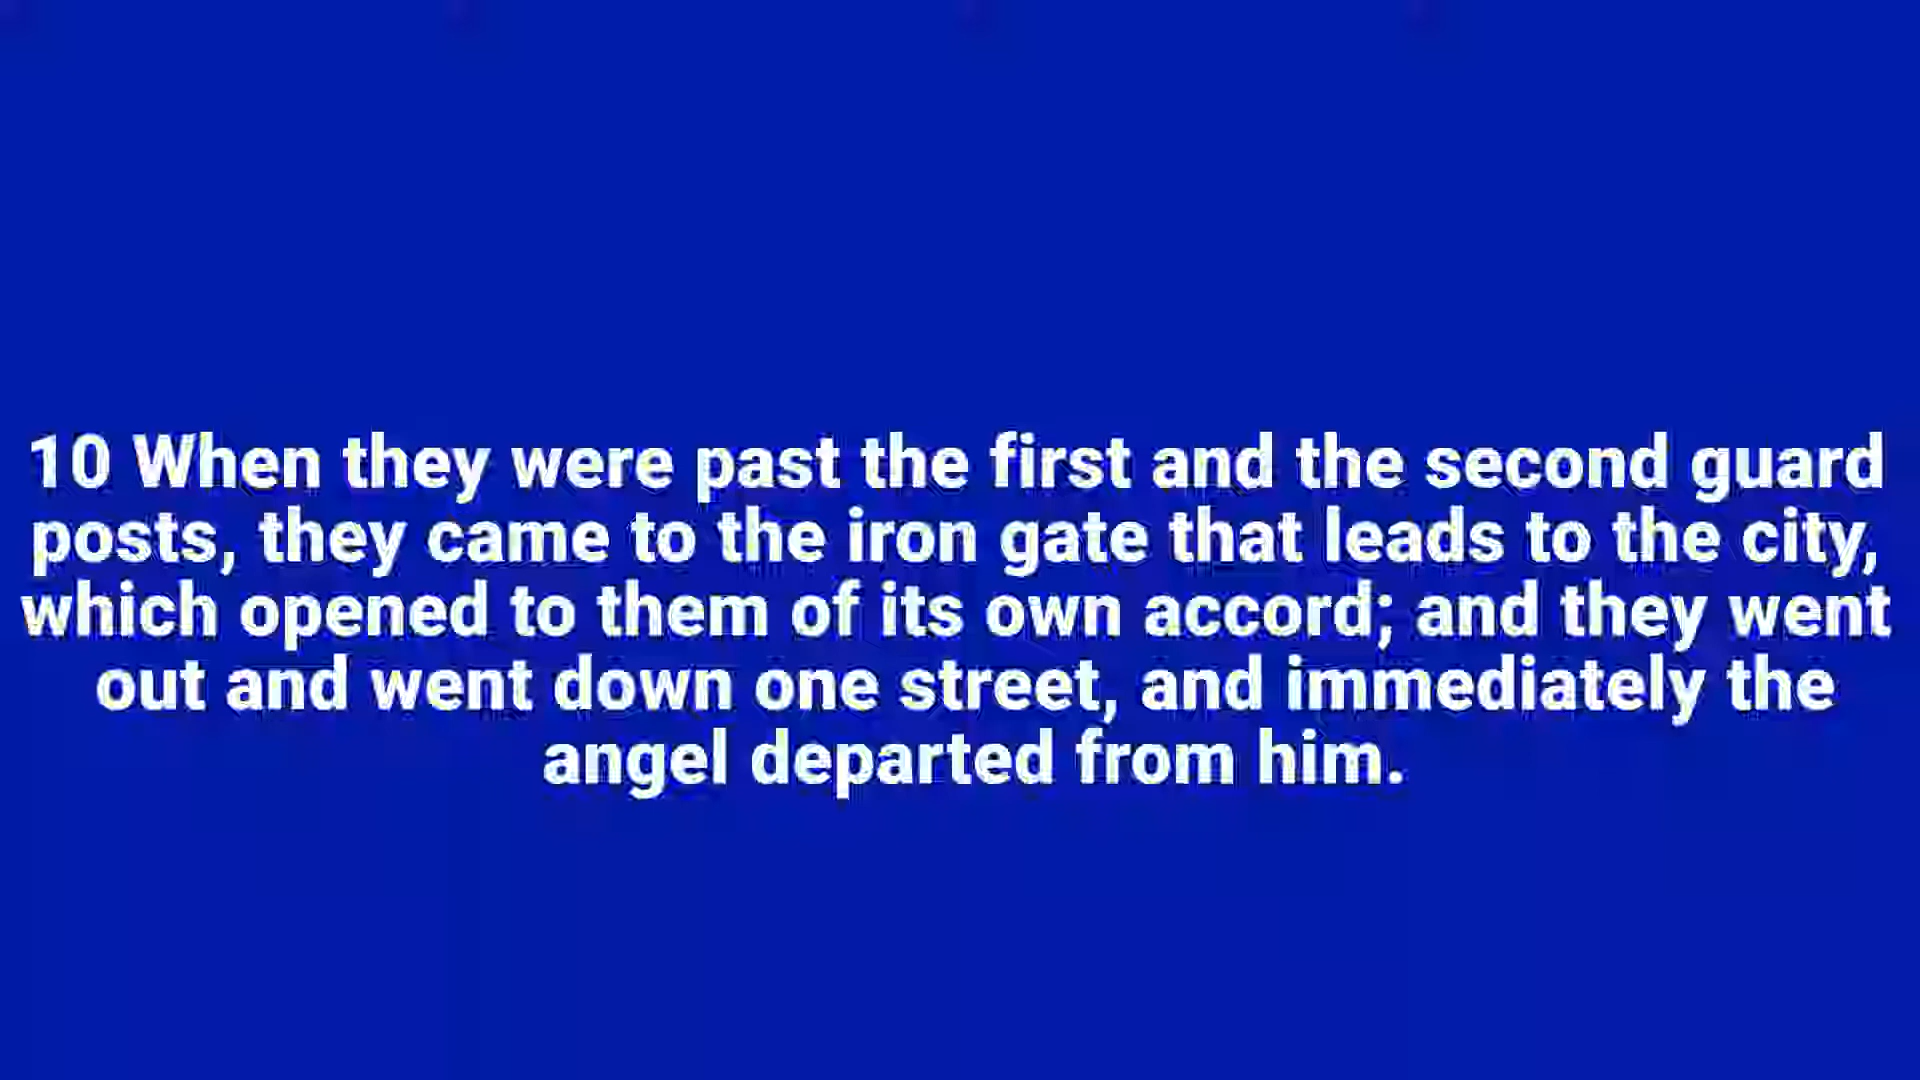 10 When they were past the first and the second guard
posts, they came to the iron gate that leads to the city,
which opened to them of its own accord; and they went
out and went down one street, and immediately the
angel departed from him.